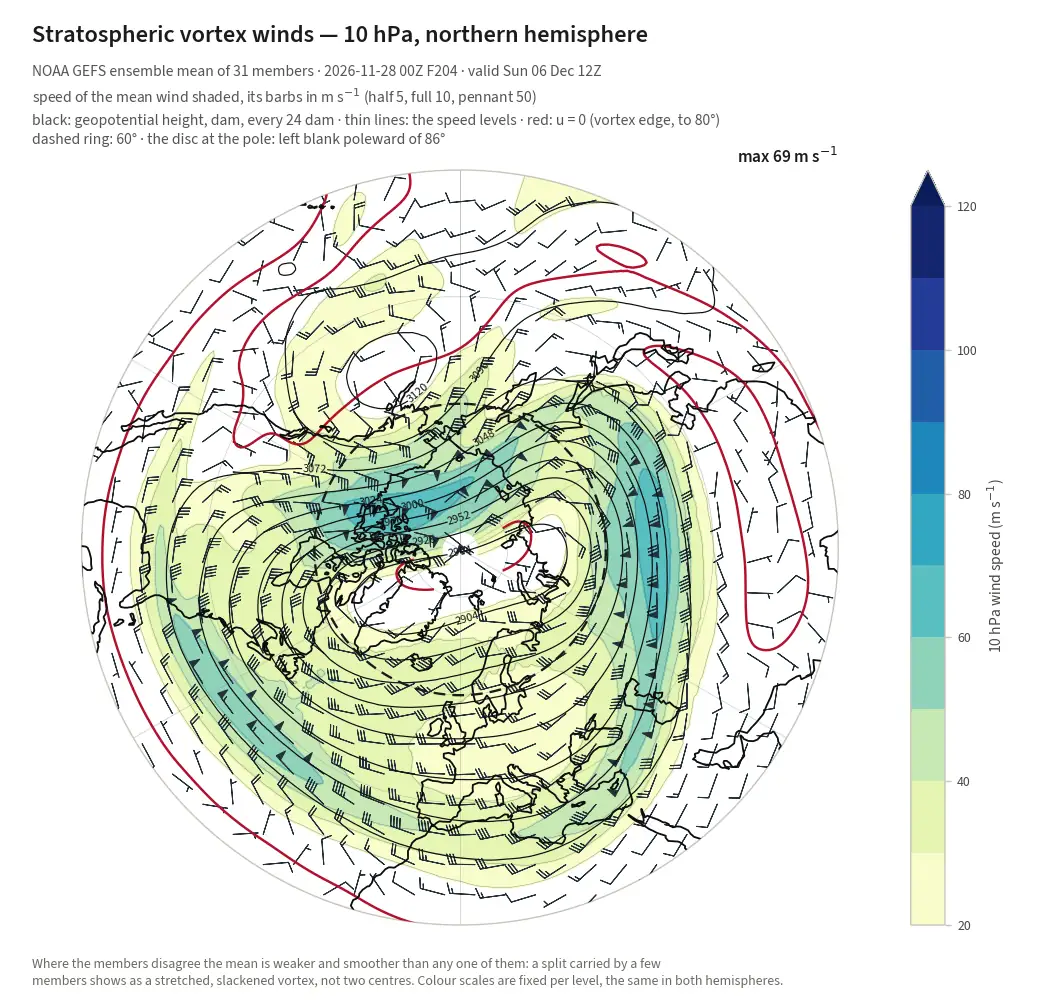 Stratospheric vortex winds — 10 hPa, northern hemisphere
NOAA GEFS ensemble mean of 31 members · 2026-11-28 00Z F204 · valid Sun 06 Dec 12Z
speed of the mean wind shaded, its barbs in m s⁻¹ (half 5, full 10, pennant 50)
black: geopotential height, dam, every 24 dam · thin lines: the speed levels · red: u = 0 (vortex edge, to 80°)
dashed ring: 60° · the disc at the pole: left blank poleward of 86°
max 69 m s⁻¹
120
100
80
60
40
20
10 hPa wind speed (m s⁻¹)
3120
3048
3072
3000
2952
2904
Where the members disagree the mean is weaker and smoother than any one of them: a split carried by a few
members shows as a stretched, slackened vortex, not two centres. Colour scales are fixed per level, the same in both hemispheres.